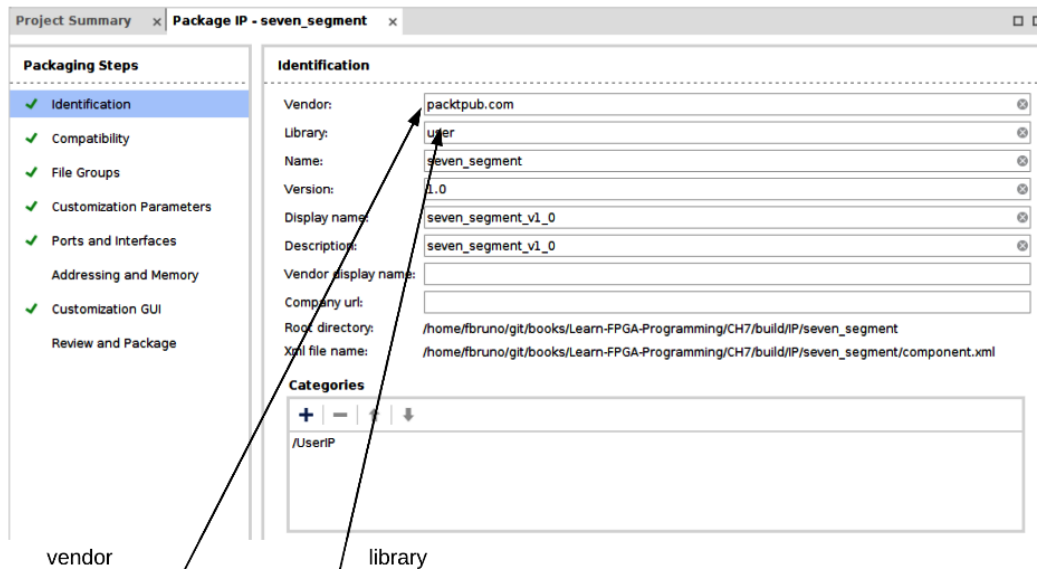 Project Summary × Package IP - seven_segment ×
Packaging Steps
Identification
Compatibility
File Groups
Customization Parameters
Ports and Interfaces
Addressing and Memory
Customization GUI
Review and Package
Identification
Vendor: packtpub.com
Library: user
Name: seven_segment
Version: 1.0
Display name: seven_segment_v1_0
Description: seven_segment_v1_0
Vendor display name:
Company url:
Root directory: /home/fbruno/git/books/Learn-FPGA-Programming/CH7/build/IP/seven_segment
Xml file name: /home/fbruno/git/books/Learn-FPGA-Programming/CH7/build/IP/seven_segment/component.xml
Categories
/UserIP
vendor library